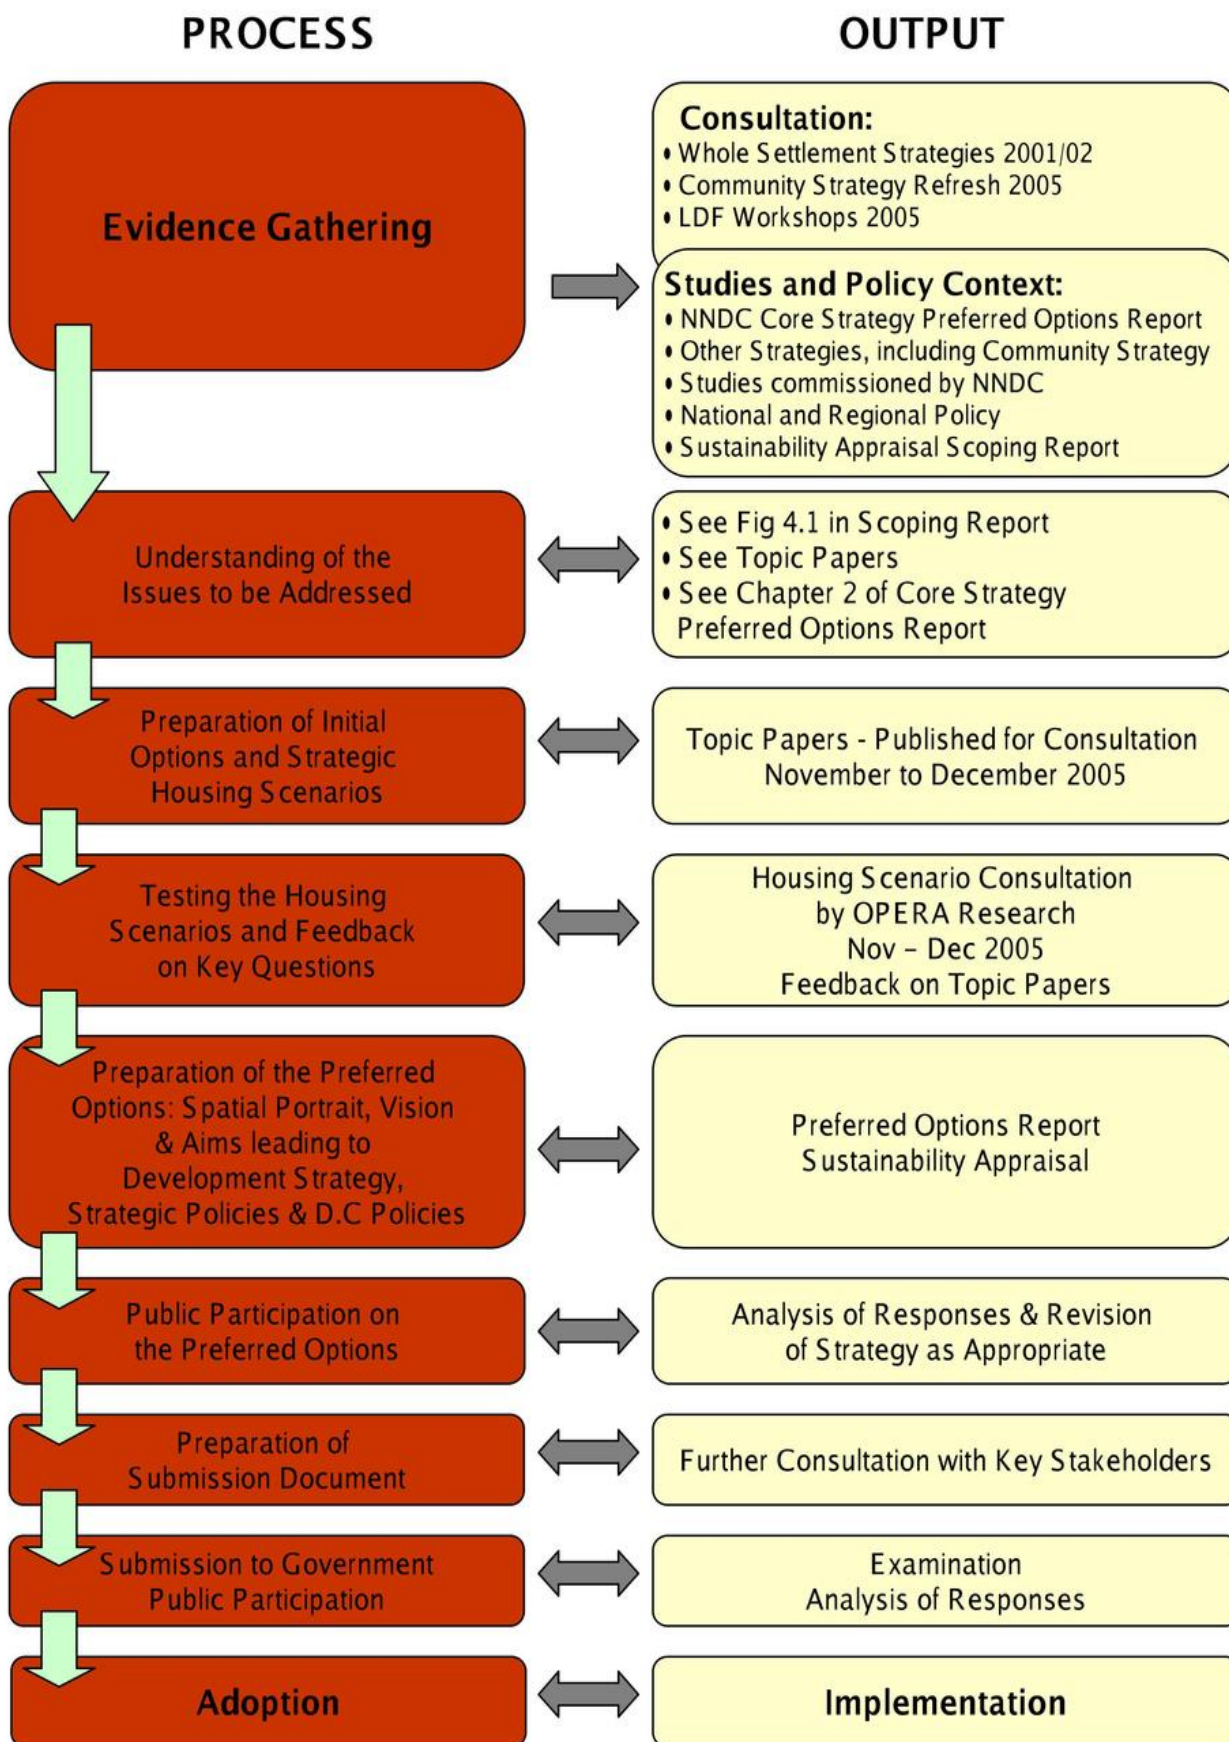 PROCESS
OUTPUT
Evidence Gathering
Consultation:
• Whole Settlement Strategies 2001/02
• Community Strategy Refresh 2005
• LDF Workshops 2005
Studies and Policy Context:
• NNDC Core Strategy Preferred Options Report
• Other Strategies, including Community Strategy
• Studies commissioned by NNDC
• National and Regional Policy
• Sustainability Appraisal Scoping Report
Understanding of the
Issues to be Addressed
• See Fig 4.1 in Scoping Report
• See Topic Papers
• See Chapter 2 of Core Strategy
Preferred Options Report
Preparation of Initial
Options and Strategic
Housing Scenarios
Topic Papers - Published for Consultation
November to December 2005
Testing the Housing
Scenarios and Feedback
on Key Questions
Housing Scenario Consultation
by OPERA Research
Nov – Dec 2005
Feedback on Topic Papers
Preparation of the Preferred
Options: Spatial Portrait, Vision
& Aims leading to
Development Strategy,
Strategic Policies & D.C Policies
Preferred Options Report
Sustainability Appraisal
Public Participation on
the Preferred Options
Analysis of Responses & Revision
of Strategy as Appropriate
Preparation of
Submission Document
Further Consultation with Key Stakeholders
Submission to Government
Public Participation
Examination
Analysis of Responses
Adoption
Implementation